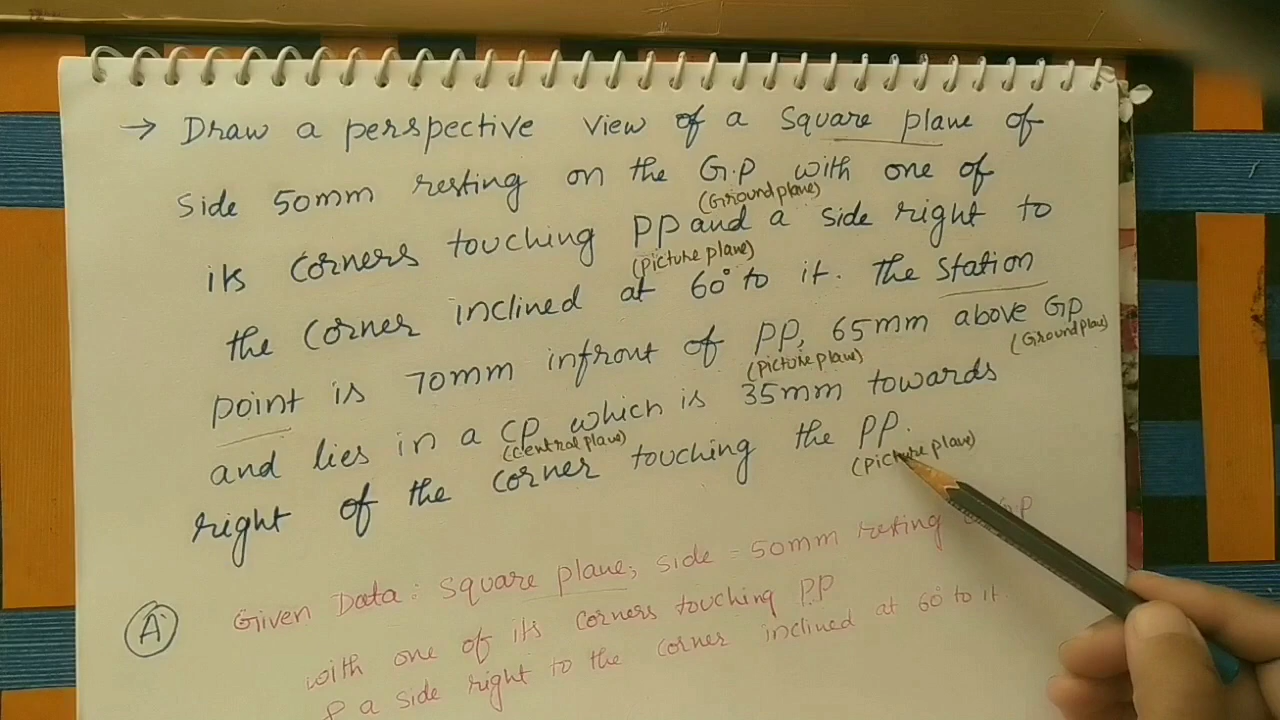 → Draw a perspective view of a square plane of
side 50mm resting on the G.P with one of
(Ground plane)
its corners touching PP and a side right to
(picture plane)
the corner inclined at 60° to it. The station
point is 70mm infront of PP, 65mm above GP
(picture plane) (Ground plane)
and lies in a CP which is 35mm towards
(central plane)
right of the corner touching the PP.
(picture plane)
A Given Data: square plane, side = 50mm resting G.P
with one of its corners touching PP
& a side right to the corner inclined at 60° to it.